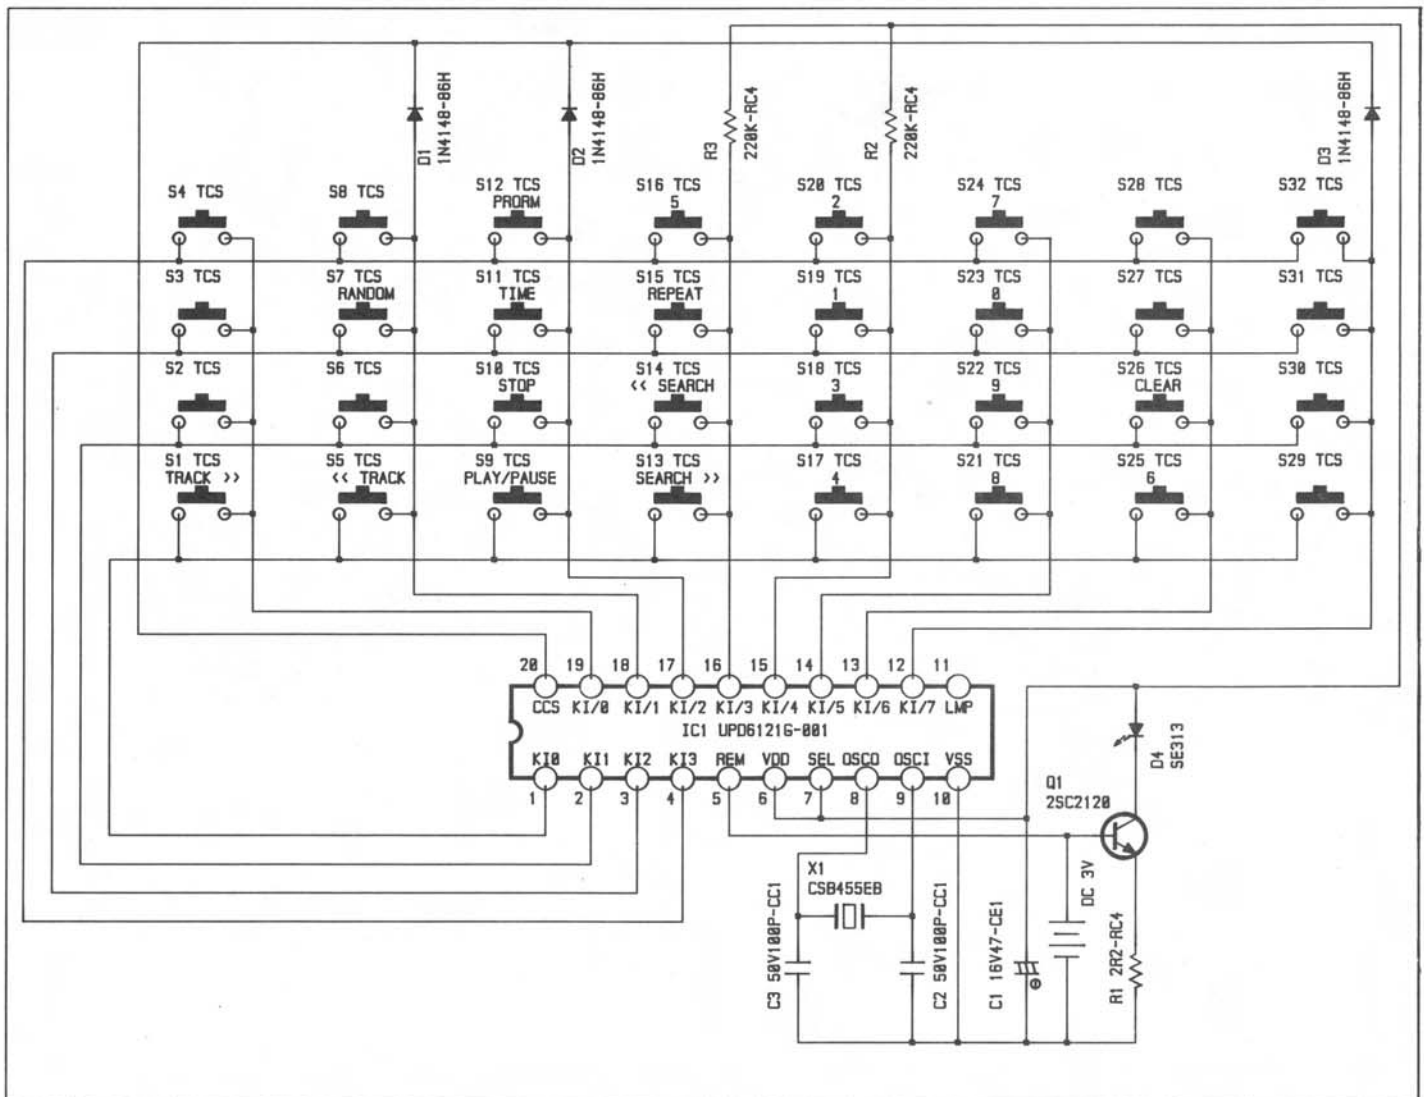 D1 1N4148-86H
D2 1N4148-86H
R3 220K-RC4
R2 220K-RC4
D3 1N4148-86H
S4 TCS
S8 TCS
S12 TCS
PRORM
S16 TCS
5
S20 TCS
2
S24 TCS
7
S28 TCS
S32 TCS
S3 TCS
S7 TCS
RANDOM
S11 TCS
TIME
S15 TCS
REPEAT
S19 TCS
1
S23 TCS
0
S27 TCS
S31 TCS
S2 TCS
S6 TCS
S10 TCS
STOP
S14 TCS
<< SEARCH
S18 TCS
3
S22 TCS
9
S26 TCS
CLEAR
S30 TCS
S1 TCS
TRACK >>
S5 TCS
<< TRACK
S9 TCS
PLAY/PAUSE
S13 TCS
SEARCH >>
S17 TCS
4
S21 TCS
8
S25 TCS
6
S29 TCS
20 19 18 17 16 15 14 13 12 11
CCS KI/0 KI/1 KI/2 KI/3 KI/4 KI/5 KI/6 KI/7 LMP
IC1 UPD6121G-001
KI0 KI1 KI2 KI3 REM VDD SEL OSCO OSCI VSS
1 2 3 4 5 6 7 8 9 10
D4 SE313
Q1
2SC2120
X1
CSB455EB
C3 50V100P-CC1
C2 50V100P-CC1
C1 16V47-CE1
DC 3V
R1 2R2-RC4